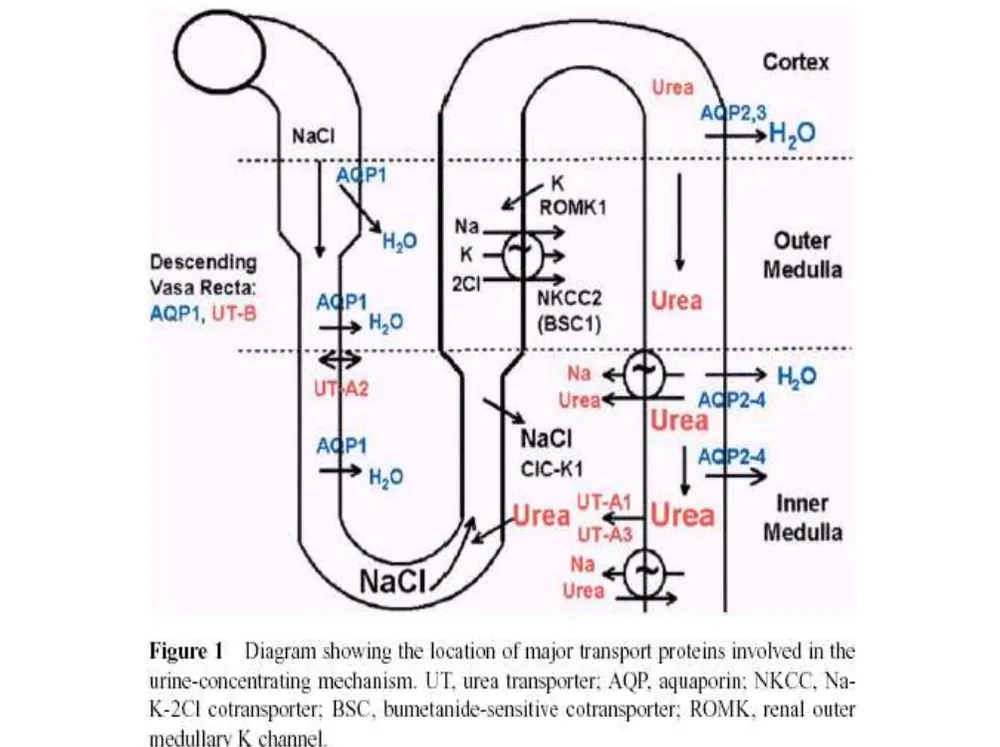 Cortex
Urea
AQP2,3
H₂O
NaCl
AQP1
H₂O
K
ROMK1
Na
K
2Cl
NKCC2
(BSC1)
Outer
Medulla
Urea
Descending
Vasa Recta:
AQP1, UT-B
AQP1
H₂O
UT-A2
Na
Urea
H₂O
AQP2-4
Urea
NaCl
ClC-K1
AQP1
H₂O
AQP2-4
Inner
Medulla
Urea
UT-A1
UT-A3
Urea
NaCl
Na
Urea
Figure 1 Diagram showing the location of major transport proteins involved in the
urine-concentrating mechanism. UT, urea transporter; AQP, aquaporin; NKCC, Na-
K-2Cl cotransporter; BSC, bumetanide-sensitive cotransporter; ROMK, renal outer
medullary K channel.